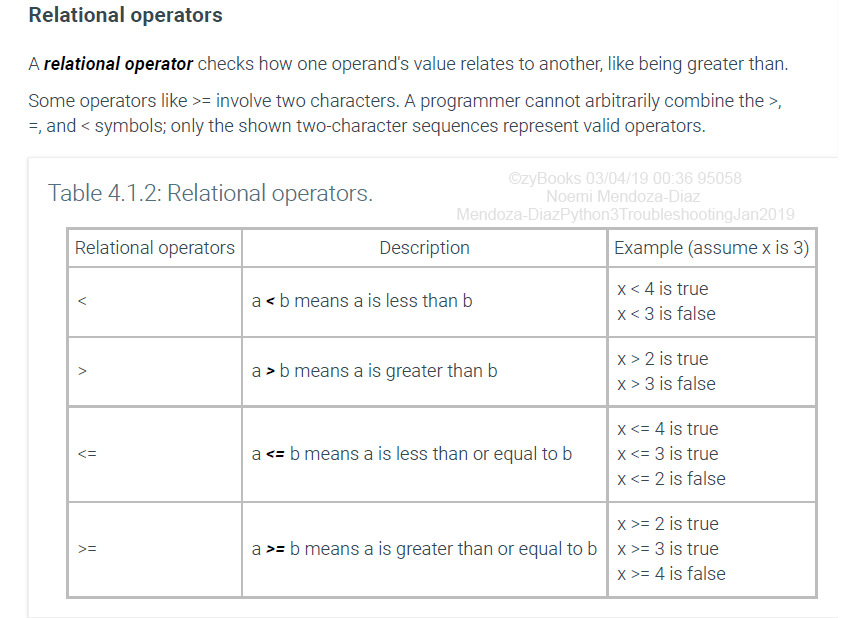 Relational operators
A relational operator checks how one operand's value relates to another, like being greater than.
Some operators like >= involve two characters. A programmer cannot arbitrarily combine the >,
=, and < symbols; only the shown two-character sequences represent valid operators.
©zyBooks 03/04/19 00:36 95058
Noemi Mendoza-Diaz
Mendoza-DiazPython3TroubleshootingJan2019
Table 4.1.2: Relational operators.
Relational operators Description Example (assume x is 3)
< a < b means a is less than b
x < 4 is true
x < 3 is false
> a > b means a is greater than b
x > 2 is true
x > 3 is false
<= a <= b means a is less than or equal to b
x <= 4 is true
x <= 3 is true
x <= 2 is false
>= a >= b means a is greater than or equal to b
x >= 2 is true
x >= 3 is true
x >= 4 is false